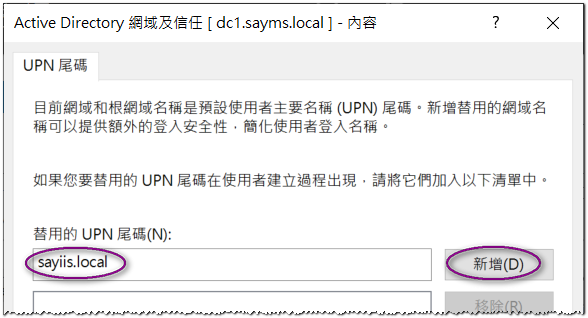 Active Directory 網域及信任 [ dc1.sayms.local ] - 內容
?
UPN 尾碼
目前網域和根網域名稱是預設使用者主要名稱 (UPN) 尾碼。新增替用的網域名
稱可以提供額外的登入安全性，簡化使用者登入名稱。
如果您要替用的 UPN 尾碼在使用者建立過程出現，請將它們加入以下清單中。
替用的 UPN 尾碼(N):
sayiis.local
新增(D)
移除(R)